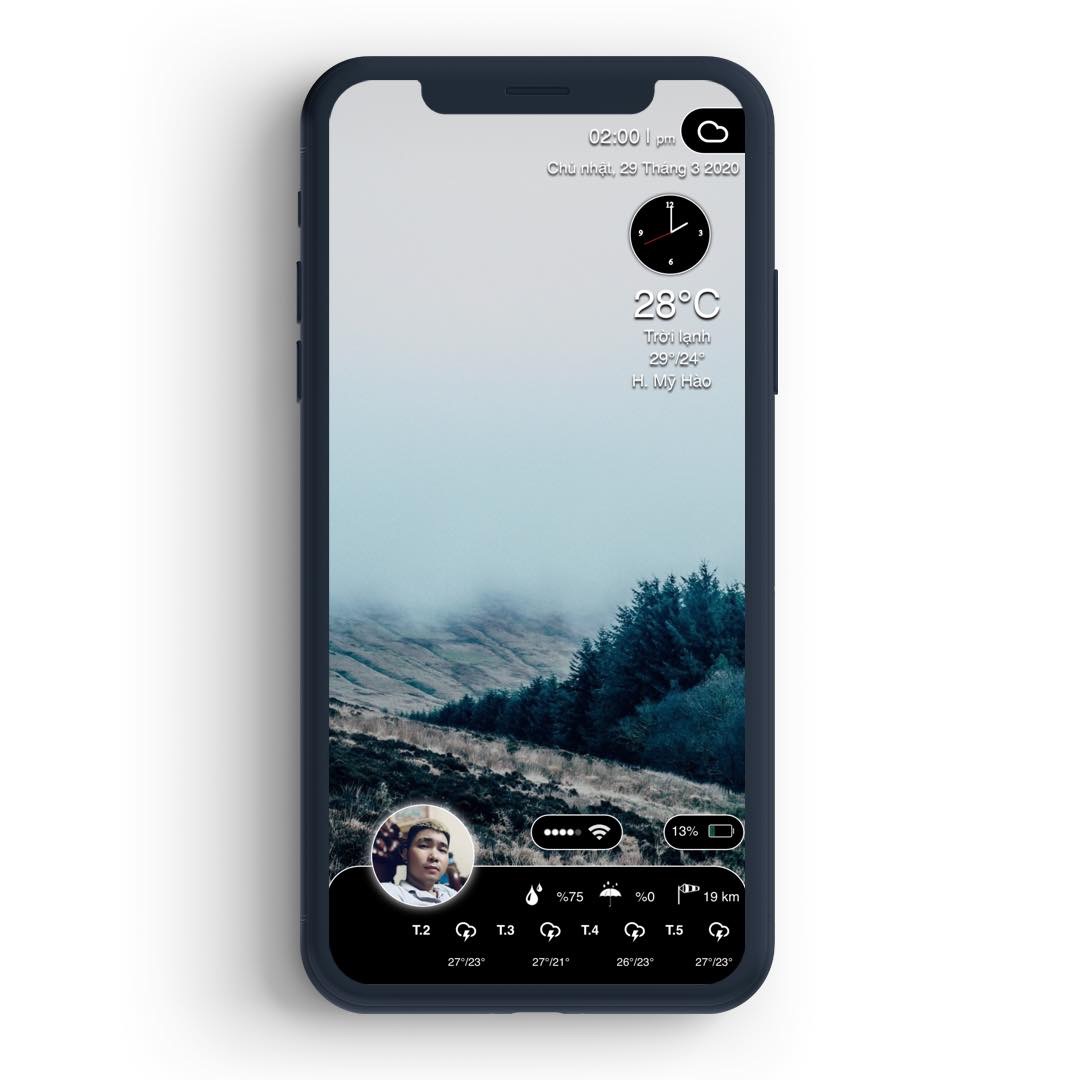 02:00 | pm
Chủ nhật, 29 Tháng 3 2020
12
9 3
6
28°C
Trời lạnh
29°/24°
H. Mỹ Hào
13%
%75 %0 19 km
T.2 T.3 T.4 T.5
27°/23° 27°/21° 26°/23° 27°/23°